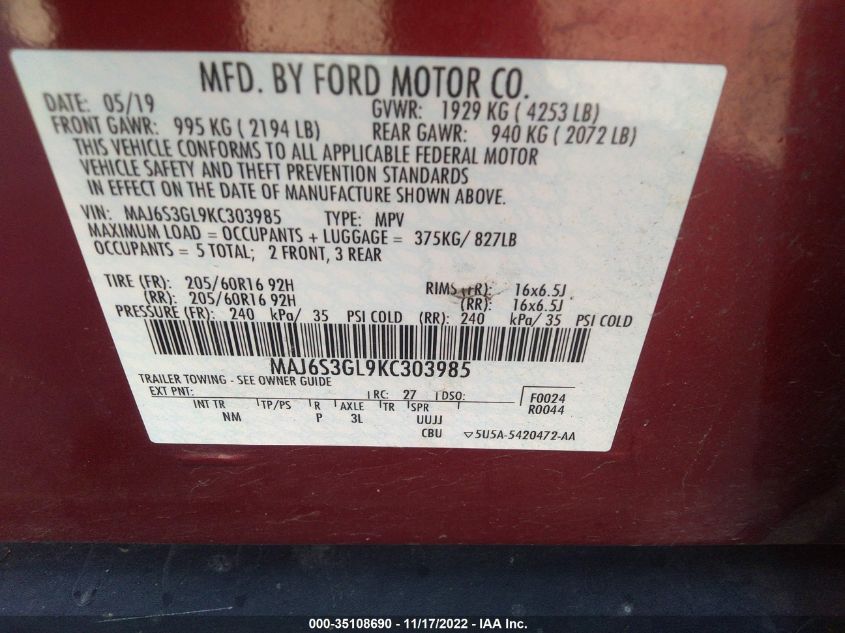 MFD. BY FORD MOTOR CO.
DATE: 05/19 GVWR: 1929 KG ( 4253 LB)
FRONT GAWR: 995 KG ( 2194 LB) REAR GAWR: 940 KG ( 2072 LB)
THIS VEHICLE CONFORMS TO ALL APPLICABLE FEDERAL MOTOR
VEHICLE SAFETY AND THEFT PREVENTION STANDARDS
IN EFFECT ON THE DATE OF MANUFACTURE SHOWN ABOVE.
VIN: MAJ6S3GL9KC303985 TYPE: MPV
MAXIMUM LOAD = OCCUPANTS + LUGGAGE = 375KG/ 827LB
OCCUPANTS = 5 TOTAL; 2 FRONT, 3 REAR
TIRE (FR): 205/60R16 92H RIMS (FR): 16x6.5J
(RR): 205/60R16 92H (RR): 16x6.5J
PRESSURE (FR): 240 kPa/ 35 PSI COLD (RR): 240 kPa/ 35 PSI COLD
MAJ6S3GL9KC303985
TRAILER TOWING - SEE OWNER GUIDE
EXT PNT: RC: 27 DSO: F0024
INT TR TP/PS R AXLE TR SPR R0044
NM P 3L UUJJ
CBU 5U5A-5420472-AA
000-35108690 - 11/17/2022 - IAA Inc.